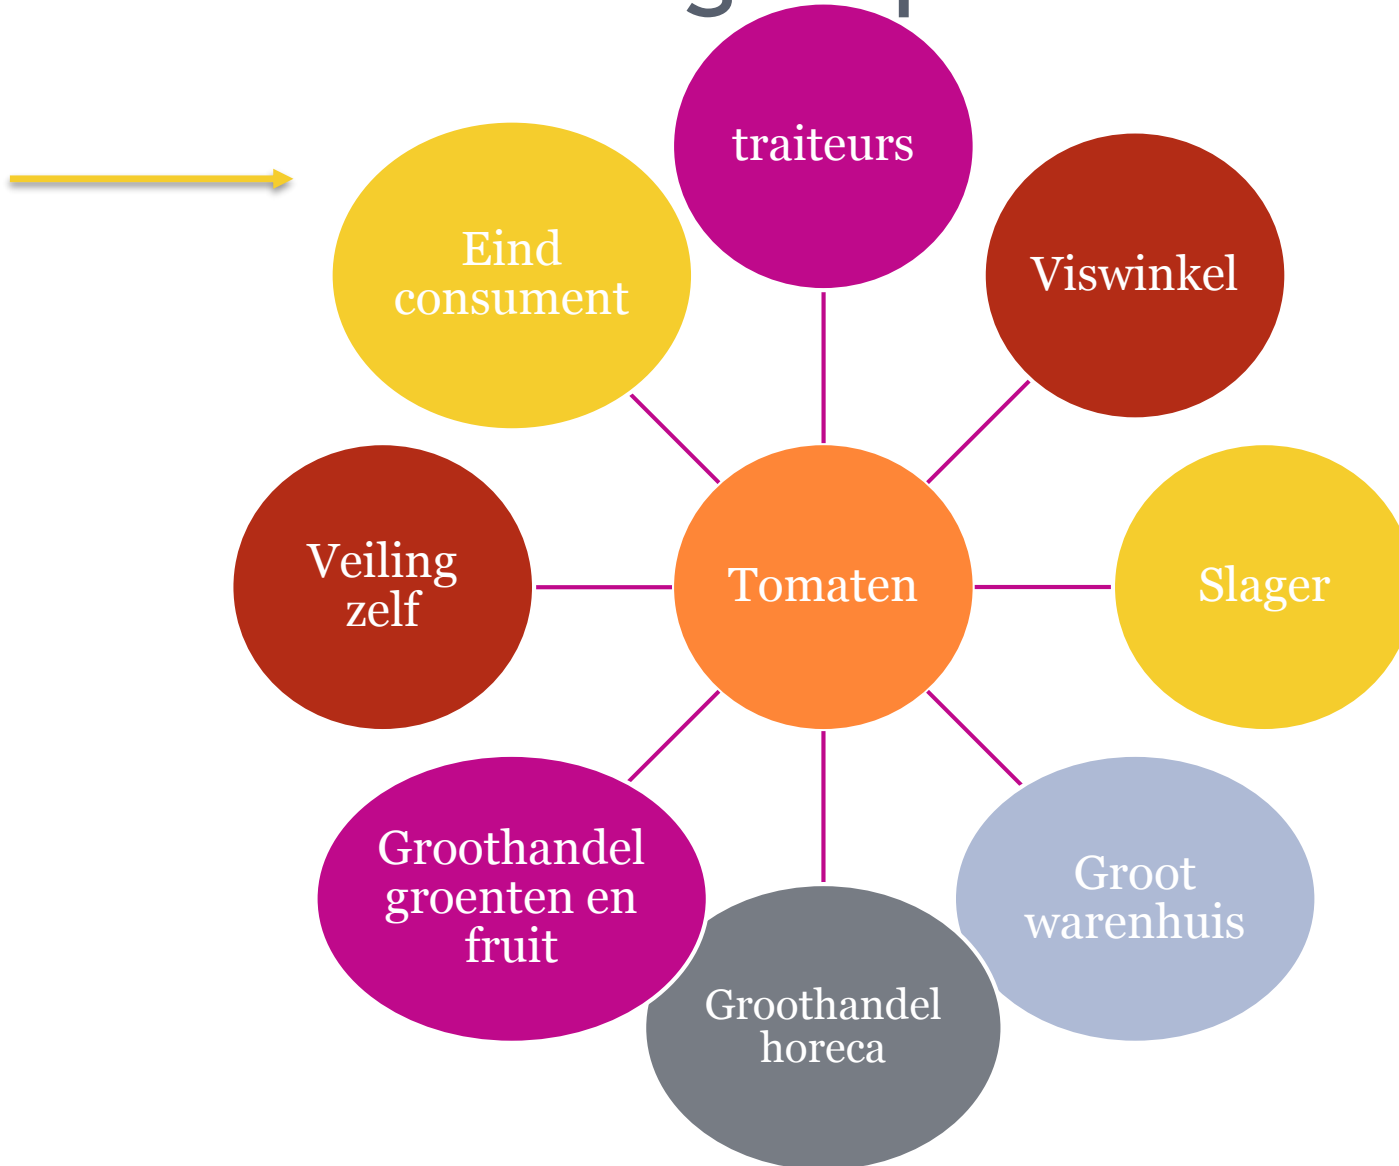 traiteurs
Viswinkel
Eind
consument
Slager
Veiling
zelf
Tomaten
Groot
warenhuis
Groothandel
groenten en
fruit
Groothandel
horeca